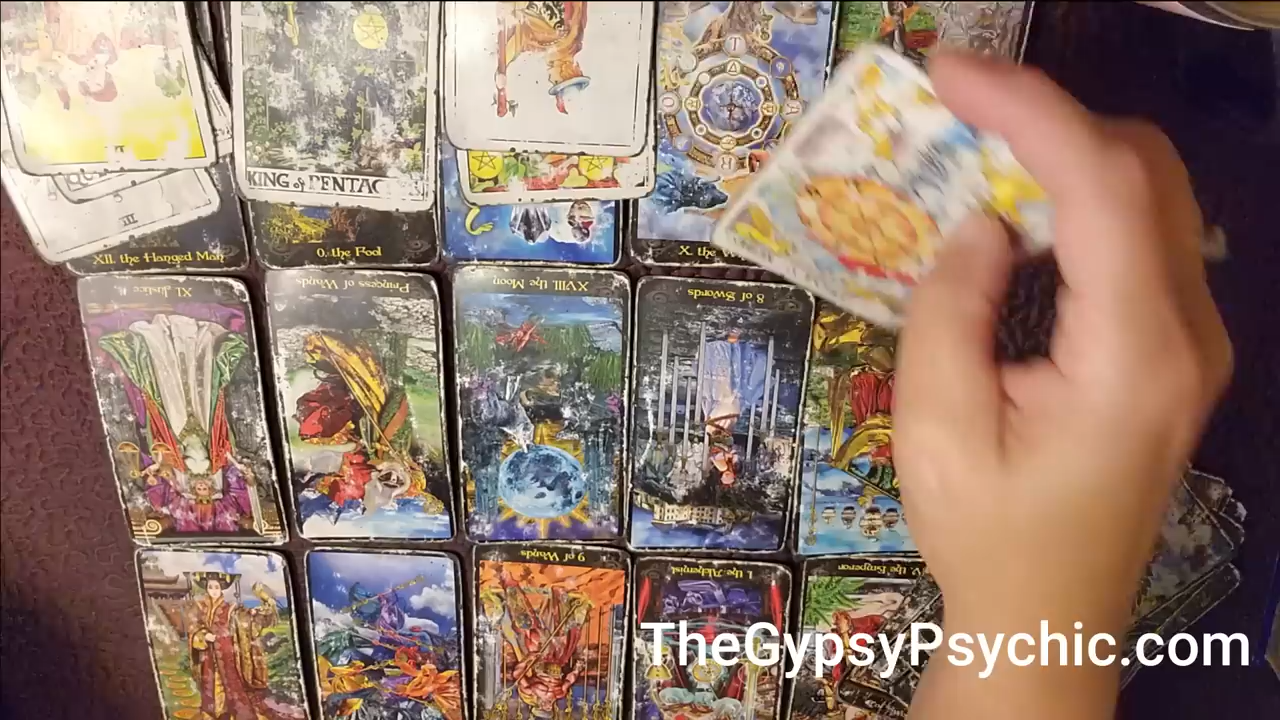 KING of PENTAC
III
XII. the Hanged Man
0. the Fool
X. the W
XI. Justice
Princess of Wands
XVIII. the Moon
8 of Swords
9 of Wands
I. the Alchemist
IV. the Emperor
TheGypsyPsychic.com